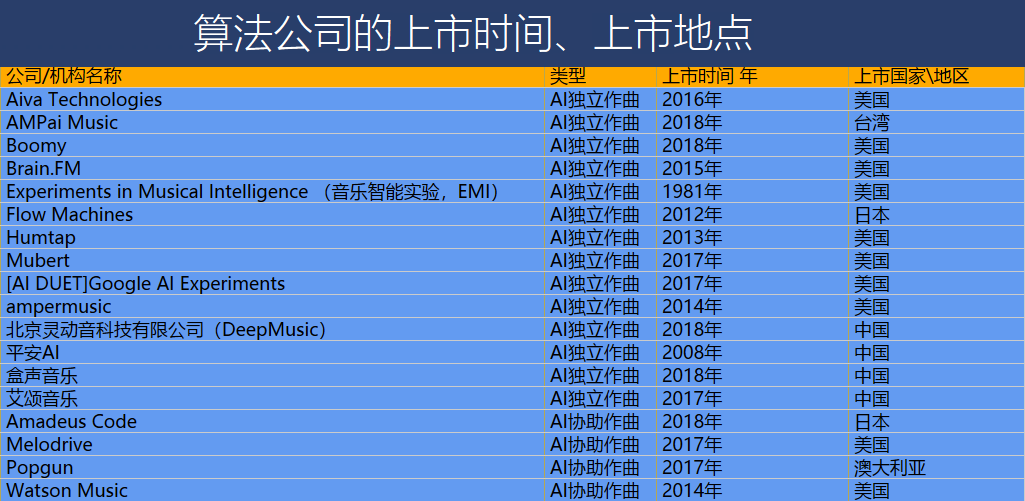 算法公司的上市时间、上市地点
公司/机构名称 类型 上市时间 年 上市国家\地区
Aiva Technologies AI独立作曲 2016年 美国
AMPai Music AI独立作曲 2018年 台湾
Boomy AI独立作曲 2018年 美国
Brain.FM AI独立作曲 2015年 美国
Experiments in Musical Intelligence （音乐智能实验，EMI） AI独立作曲 1981年 美国
Flow Machines AI独立作曲 2012年 日本
Humtap AI独立作曲 2013年 美国
Mubert AI独立作曲 2017年 美国
[AI DUET]Google AI Experiments AI独立作曲 2017年 美国
ampermusic AI独立作曲 2014年 美国
北京灵动音科技有限公司（DeepMusic） AI独立作曲 2018年 中国
平安AI AI独立作曲 2008年 中国
盒声音乐 AI独立作曲 2018年 中国
艾颂音乐 AI独立作曲 2017年 中国
Amadeus Code AI协助作曲 2018年 日本
Melodrive AI协助作曲 2017年 美国
Popgun AI协助作曲 2017年 澳大利亚
Watson Music AI协助作曲 2014年 美国